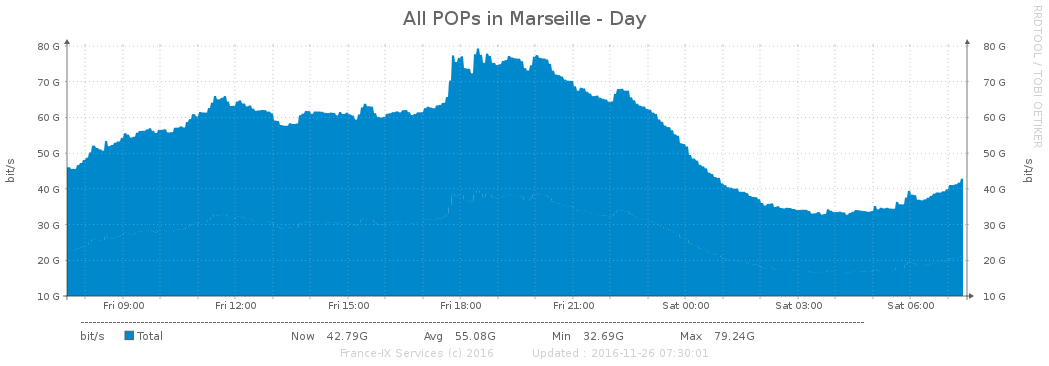 All POPs in Marseille - Day
RRDTOOL / TOBI OETIKER
80 G 80 G
70 G 70 G
60 G 60 G
50 G 50 G
40 G 40 G
30 G 30 G
20 G 20 G
10 G 10 G
bit/s bit/s
Fri 09:00 Fri 12:00 Fri 15:00 Fri 18:00 Fri 21:00 Sat 00:00 Sat 03:00 Sat 06:00
bit/s Total Now 42.79G Avg 55.08G Min 32.69G Max 79.24G
France-IX Services (c) 2016 Updated : 2016-11-26 07:30:01